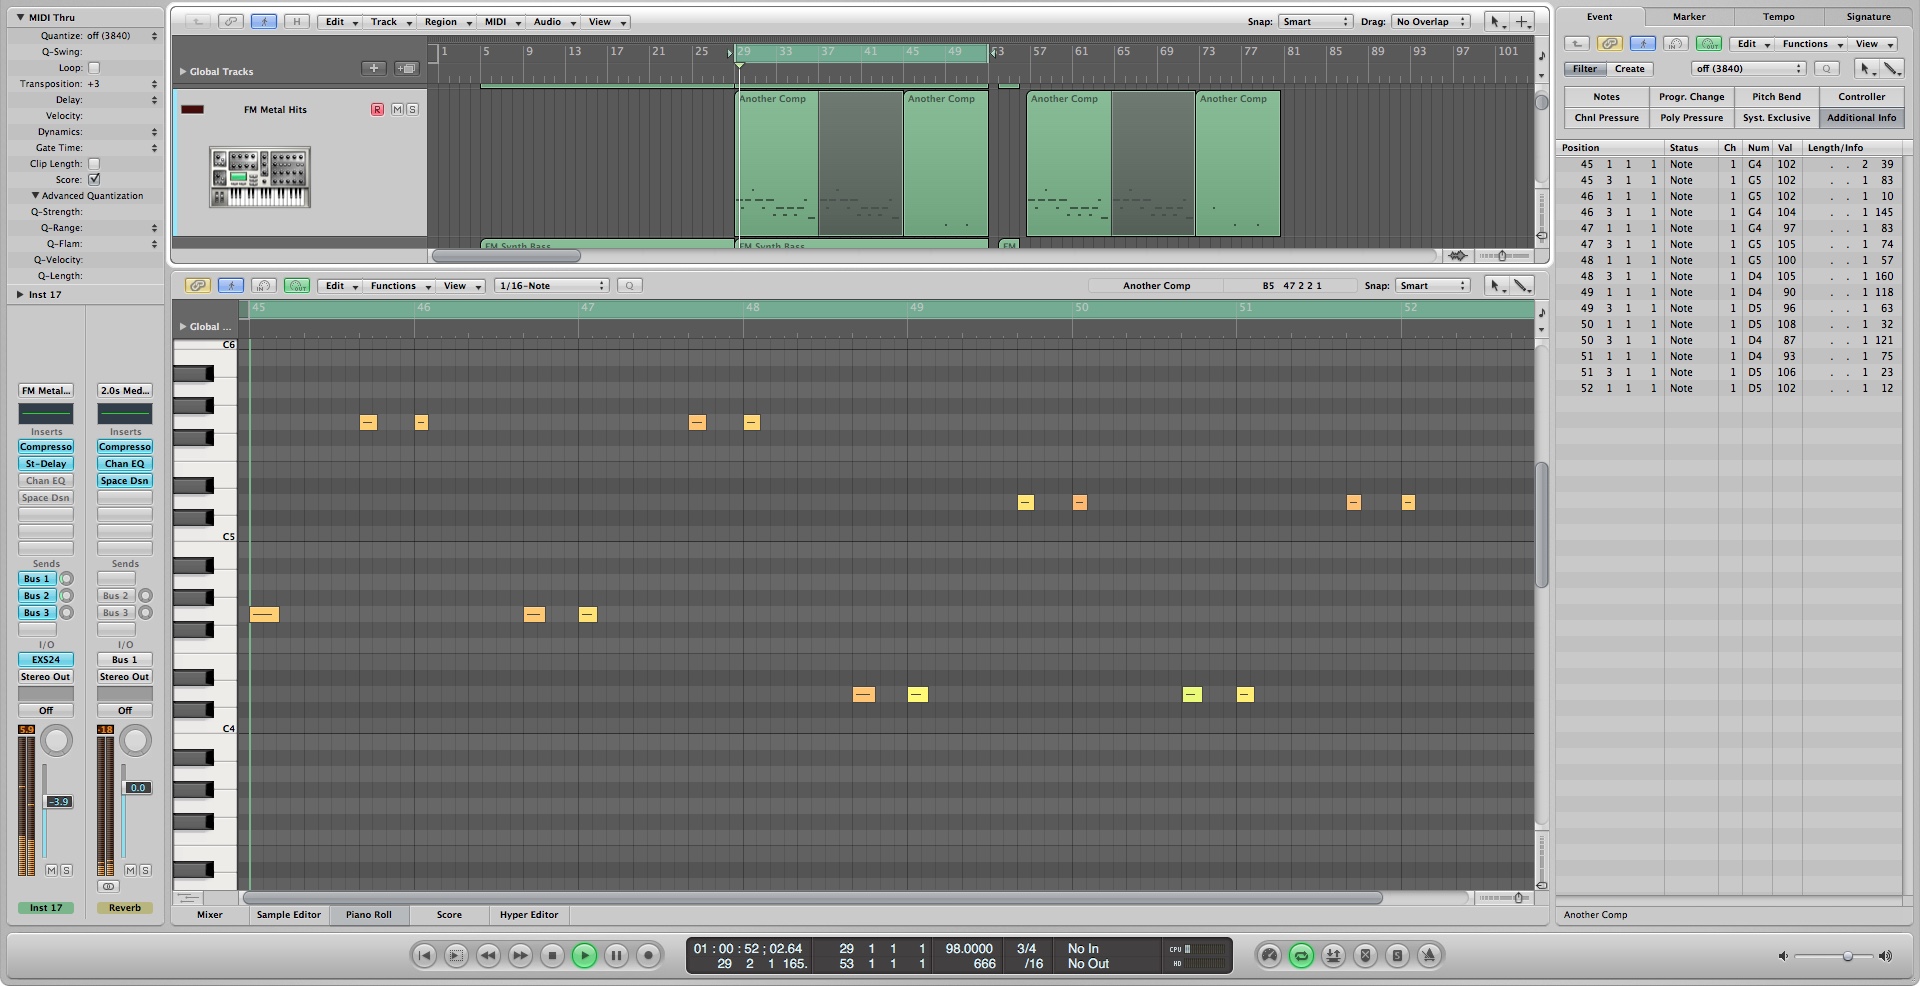 MIDI Thru
Quantize: off (3840)
Q-Swing:
Loop:
Transposition: +3
Delay:
Velocity:
Dynamics:
Gate Time:
Clip Length:
Score:
Advanced Quantization
Q-Strength:
Q-Range:
Q-Flam:
Q-Velocity:
Q-Length:
Inst 17
FM Metal... 2.0s Med...
Inserts Inserts
Compresso Compresso
St-Delay Chan EQ
Chan EQ Space Dsn
Space Dsn
Sends Sends
Bus 1
Bus 2 Bus 2
Bus 3 Bus 3
I/O I/O
EXS24 Bus 1
Stereo Out Stereo Out
Off Off
5.9 -18
-3.9 0.0
M S M S
Inst 17 Reverb
H Edit Track Region MIDI Audio View Snap: Smart Drag: No Overlap
1 5 9 13 17 21 25 29 33 37 41 45 49 53 57 61 65 69 73 77 81 85 89 93 97 101
Global Tracks
FM Metal Hits R M S
Another Comp Another Comp Another Comp Another Comp
FM Synth Bass FM Synth Bass FM
Edit Functions View 1/16-Note Q Another Comp B5 47 2 2 1 Snap: Smart
45 46 47 48 49 50 51 52
Global ...
C6
C5
C4
Mixer Sample Editor Piano Roll Score Hyper Editor
Event Marker Tempo Signature
Edit Functions View
Filter Create off (3840) Q
Notes Progr. Change Pitch Bend Controller
Chnl Pressure Poly Pressure Syst. Exclusive Additional Info
Position Status Ch Num Val Length/Info
45 1 1 1 Note 1 G4 102 . . 2 39
45 3 1 1 Note 1 G5 102 . . 1 83
46 1 1 1 Note 1 G5 102 . . 1 10
46 3 1 1 Note 1 G4 104 . . 1 145
47 1 1 1 Note 1 G4 97 . . 1 83
47 3 1 1 Note 1 G5 105 . . 1 74
48 1 1 1 Note 1 G5 100 . . 1 57
48 3 1 1 Note 1 D4 105 . . 1 160
49 1 1 1 Note 1 D4 90 . . 1 118
49 3 1 1 Note 1 D5 96 . . 1 63
50 1 1 1 Note 1 D5 108 . . 1 32
50 3 1 1 Note 1 D4 87 . . 1 121
51 1 1 1 Note 1 D4 93 . . 1 75
51 3 1 1 Note 1 D5 106 . . 1 23
52 1 1 1 Note 1 D5 102 . . 1 12
Another Comp
01 : 00 : 52 ; 02.64 29 1 1 1 98.0000 3/4 No In CPU
29 2 1 165. 53 1 1 1 666 /16 No Out HD